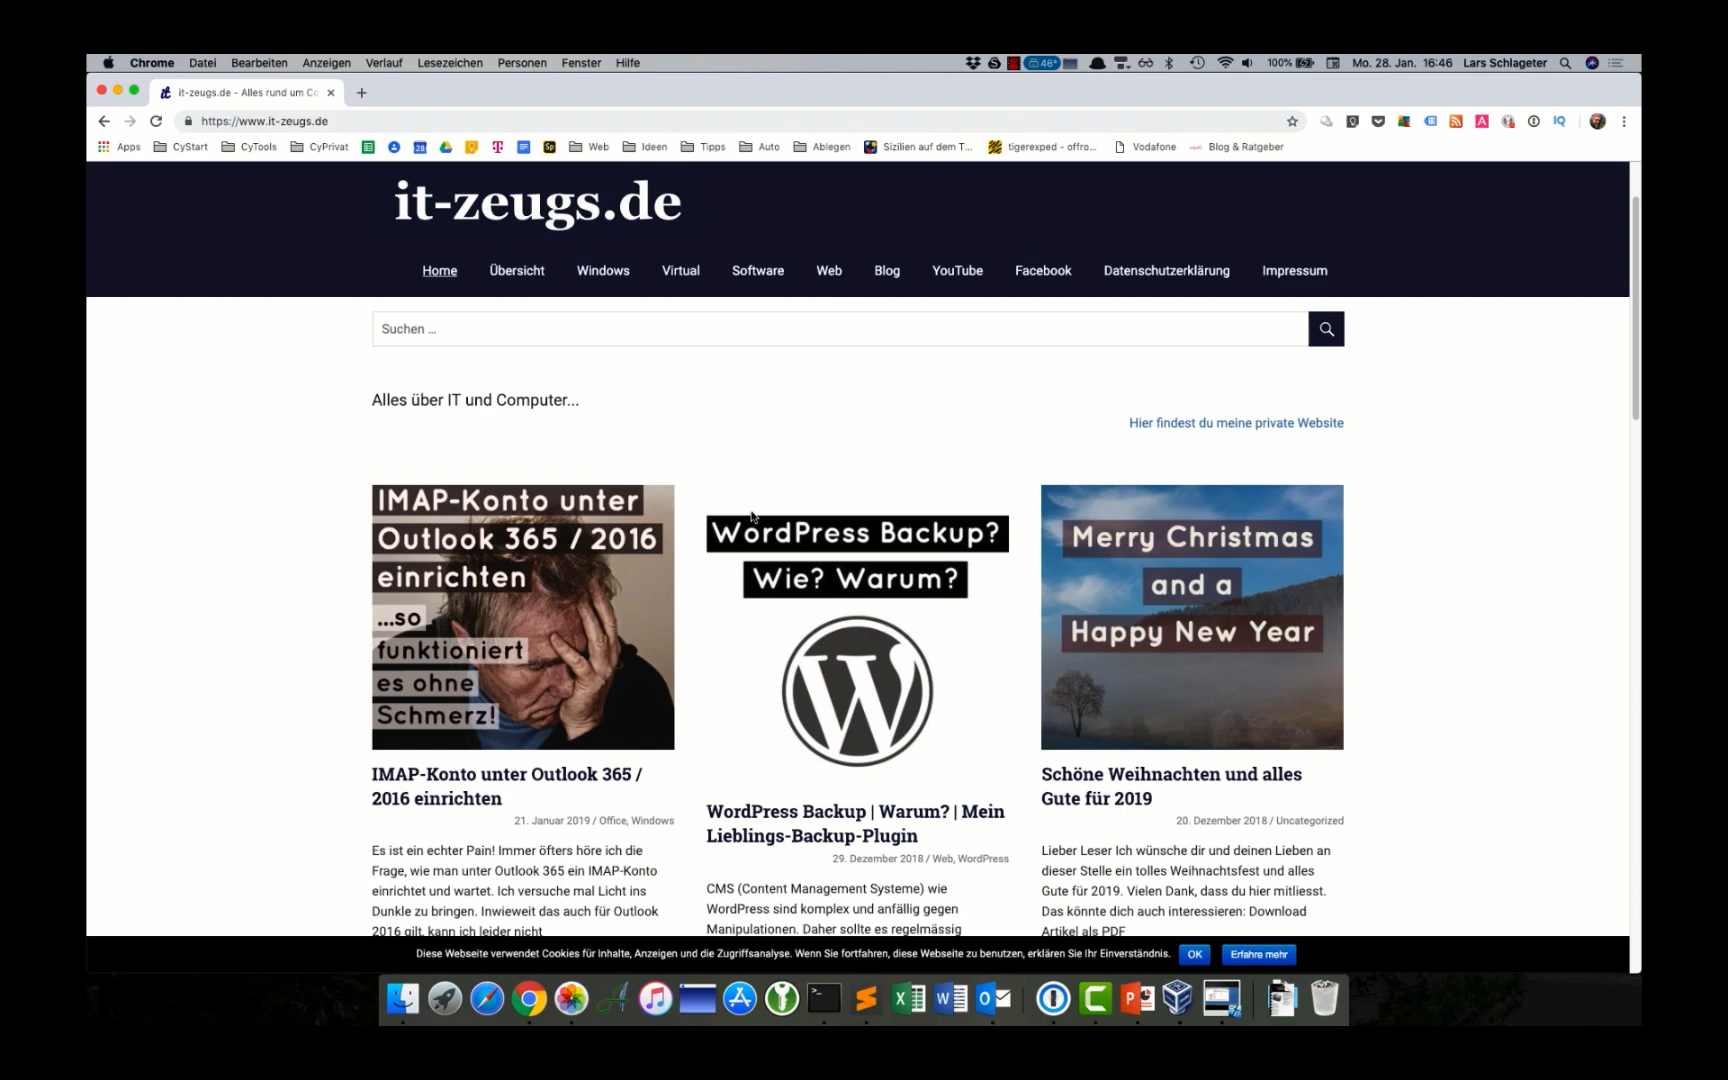 Chrome Datei Bearbeiten Anzeigen Verlauf Lesezeichen Personen Fenster Hilfe 46° 100% Mo. 28. Jan. 16:46 Lars Schlageter
it-zeugs.de - Alles rund um Co
https://www.it-zeugs.de
Apps CyStart CyTools CyPrivat Web Ideen Tipps Auto Ablegen Sizilien auf dem T... tigerexped - offro... Vodafone Blog & Ratgeber
it-zeugs.de
Home Übersicht Windows Virtual Software Web Blog YouTube Facebook Datenschutzerklärung Impressum
Suchen …
Alles über IT und Computer...
Hier findest du meine private Website
IMAP-Konto unter
Outlook 365 / 2016
einrichten
...so
funktioniert
es ohne
Schmerz!
IMAP-Konto unter Outlook 365 /
2016 einrichten
21. Januar 2019 / Office, Windows
Es ist ein echter Pain! Immer öfters höre ich die
Frage, wie man unter Outlook 365 ein IMAP-Konto
einrichtet und wartet. Ich versuche mal Licht ins
Dunkle zu bringen. Inwieweit das auch für Outlook
2016 gilt, kann ich leider nicht
WordPress Backup?
Wie? Warum?
WordPress Backup | Warum? | Mein
Lieblings-Backup-Plugin
29. Dezember 2018 / Web, WordPress
CMS (Content Management Systeme) wie
WordPress sind komplex und anfällig gegen
Manipulationen. Daher sollte es regelmässig
Merry Christmas
and a
Happy New Year
Schöne Weihnachten und alles
Gute für 2019
20. Dezember 2018 / Uncategorized
Lieber Leser Ich wünsche dir und deinen Lieben an
dieser Stelle ein tolles Weihnachtsfest und alles
Gute für 2019. Vielen Dank, dass du hier mitliesst.
Das könnte dich auch interessieren: Download
Artikel als PDF
Diese Webseite verwendet Cookies für Inhalte, Anzeigen und die Zugriffsanalyse. Wenn Sie fortfahren, diese Webseite zu benutzen, erklären Sie Ihr Einverständnis. OK Erfahre mehr